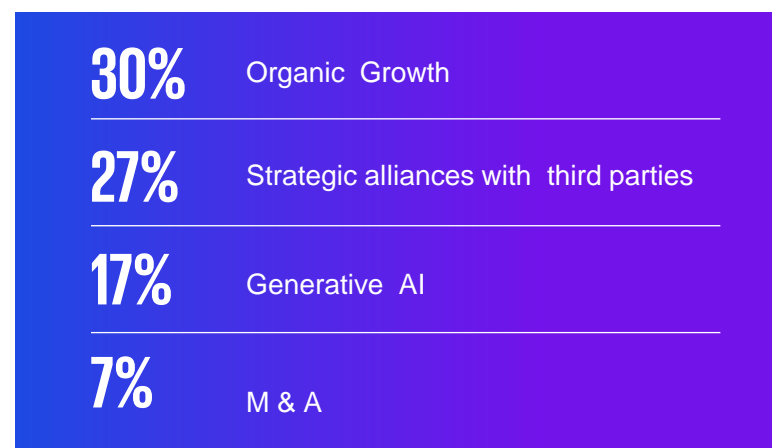 30% Organic Growth
27% Strategic alliances with third parties
17% Generative AI
7% M & A